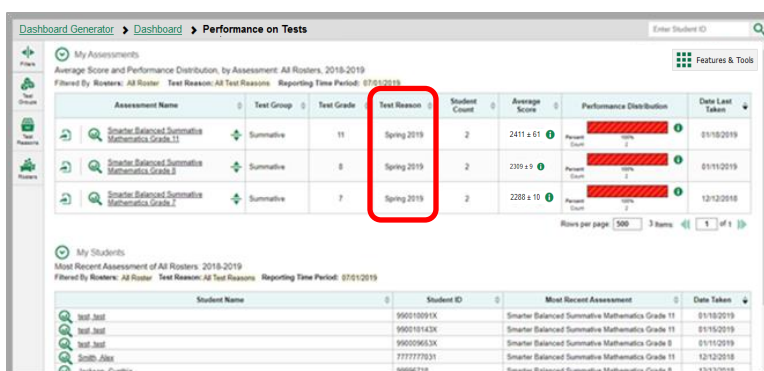 Dashboard Generator > Dashboard > Performance on Tests
Enter Student ID
Filters
Test Groups
Test Reasons
Rosters
My Assessments
Features & Tools
Average Score and Performance Distribution, by Assessment: All Rosters, 2018-2019
Filtered By Rosters: All Roster Test Reason: All Test Reasons Reporting Time Period: 07/01/2019
Assessment Name Test Group Test Grade Test Reason Student Count Average Score Performance Distribution Date Last Taken
Smarter Balanced Summative Mathematics Grade 11 Summative 11 Spring 2019 2 2411 ± 61 Percent 100% Count 2 01/18/2019
Smarter Balanced Summative Mathematics Grade 8 Summative 8 Spring 2019 2 2309 ± 9 Percent 100% Count 2 01/11/2019
Smarter Balanced Summative Mathematics Grade 7 Summative 7 Spring 2019 2 2288 ± 10 Percent 100% Count 2 12/12/2018
Rows per page: 500 3 items 1 of 1
My Students
Most Recent Assessment of All Rosters: 2018-2019
Filtered By Rosters: All Roster Test Reason: All Test Reasons Reporting Time Period: 07/01/2019
Student Name Student ID Most Recent Assessment Date Taken
test, test 990010091X Smarter Balanced Summative Mathematics Grade 11 01/18/2019
test, test 990010143X Smarter Balanced Summative Mathematics Grade 11 01/15/2019
test, test 990009653X Smarter Balanced Summative Mathematics Grade 8 01/11/2019
Smith, Alex 7777777031 Smarter Balanced Summative Mathematics Grade 11 12/12/2018